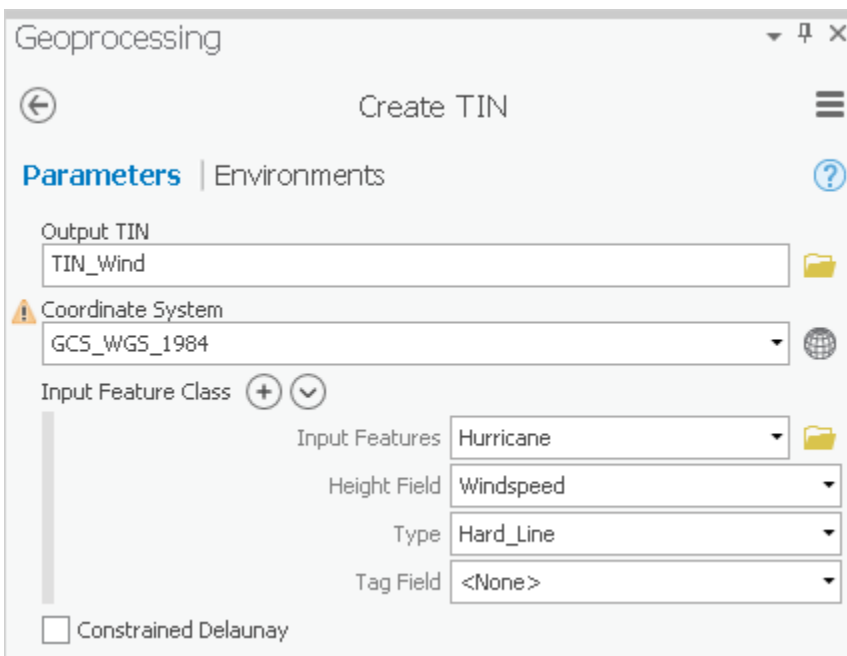 Geoprocessing
Create TIN
Parameters | Environments
Output TIN
TIN_Wind
Coordinate System
GCS_WGS_1984
Input Feature Class
Input Features Hurricane
Height Field Windspeed
Type Hard_Line
Tag Field <None>
Constrained Delaunay